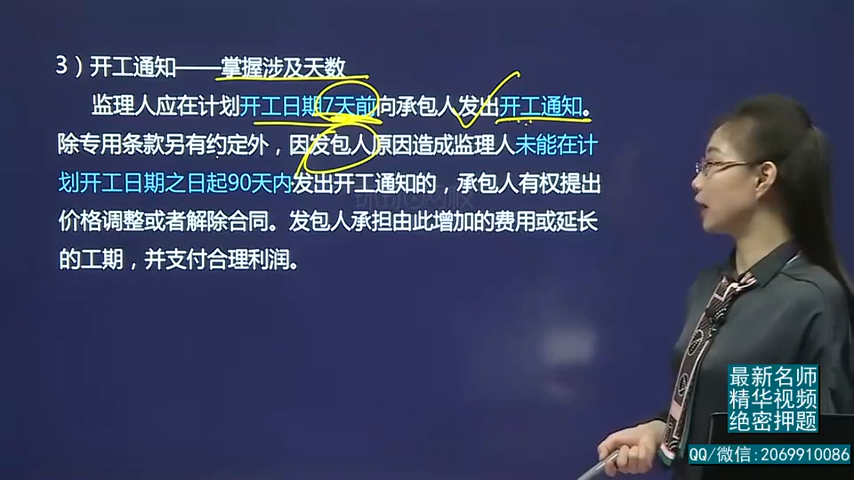 3）开工通知——掌握涉及天数
监理人应在计划开工日期7天前向承包人发出开工通知。
除专用条款另有约定外，因发包人原因造成监理人未能在计
划开工日期之日起90天内发出开工通知的，承包人有权提出
价格调整或者解除合同。发包人承担由此增加的费用或延长
的工期，并支付合理利润。
最新名师
精华视频
绝密押题
QQ/微信:2069910086